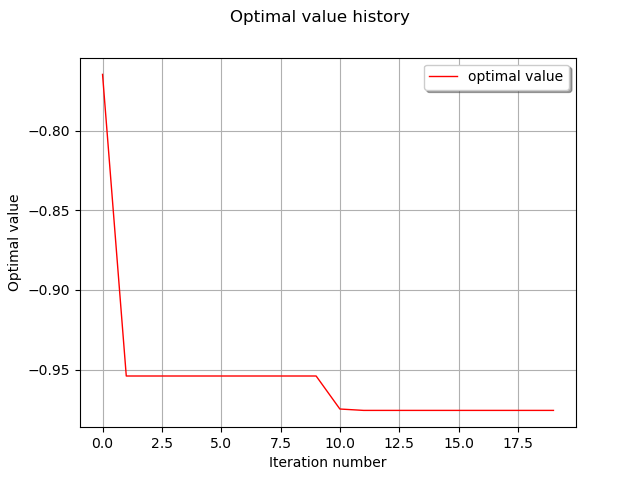 Optimal value history
optimal value
−0.80
−0.85
−0.90
−0.95
Optimal value
0.0 2.5 5.0 7.5 10.0 12.5 15.0 17.5
Iteration number